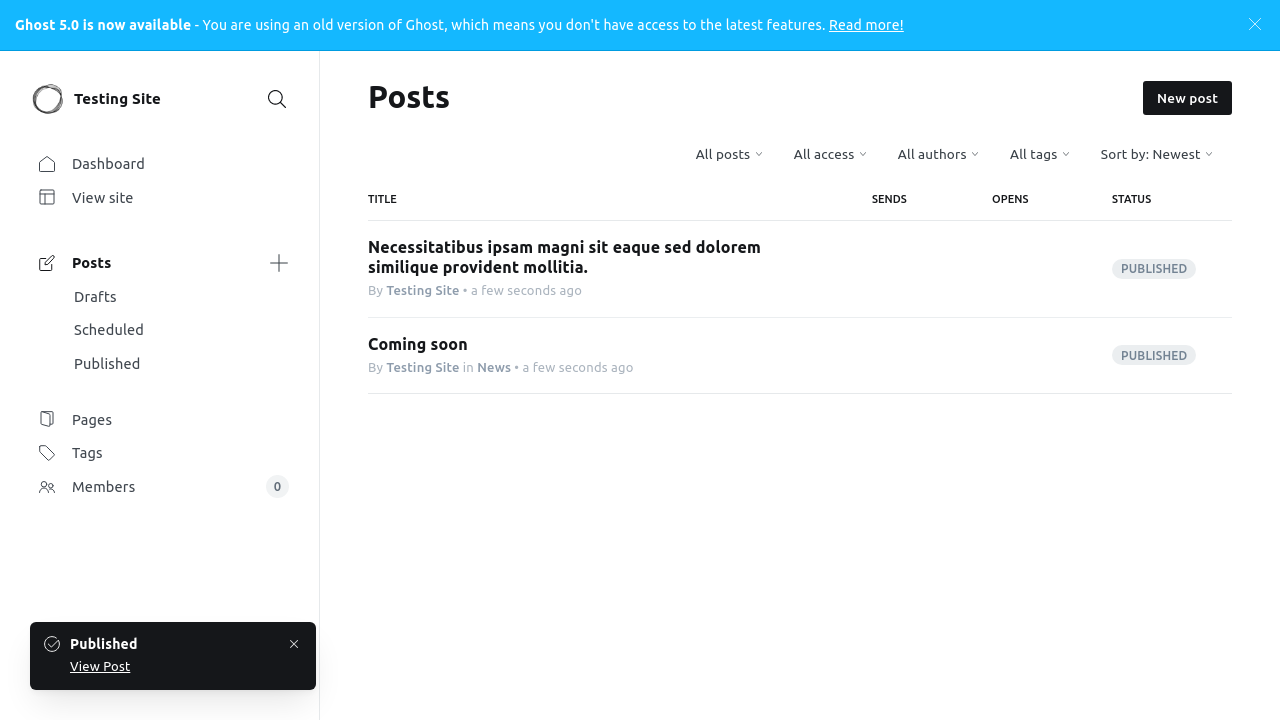 Ghost 5.0 is now available - You are using an old version of Ghost, which means you don't have access to the latest features. Read more!
Testing Site
Dashboard
View site
Posts
Drafts
Scheduled
Published
Pages
Tags
Members 0
Published
View Post
Posts
New post
All posts All access All authors All tags Sort by: Newest
TITLE SENDS OPENS STATUS
Necessitatibus ipsam magni sit eaque sed dolorem
similique provident mollitia.
By Testing Site • a few seconds ago
PUBLISHED
Coming soon
By Testing Site in News • a few seconds ago
PUBLISHED